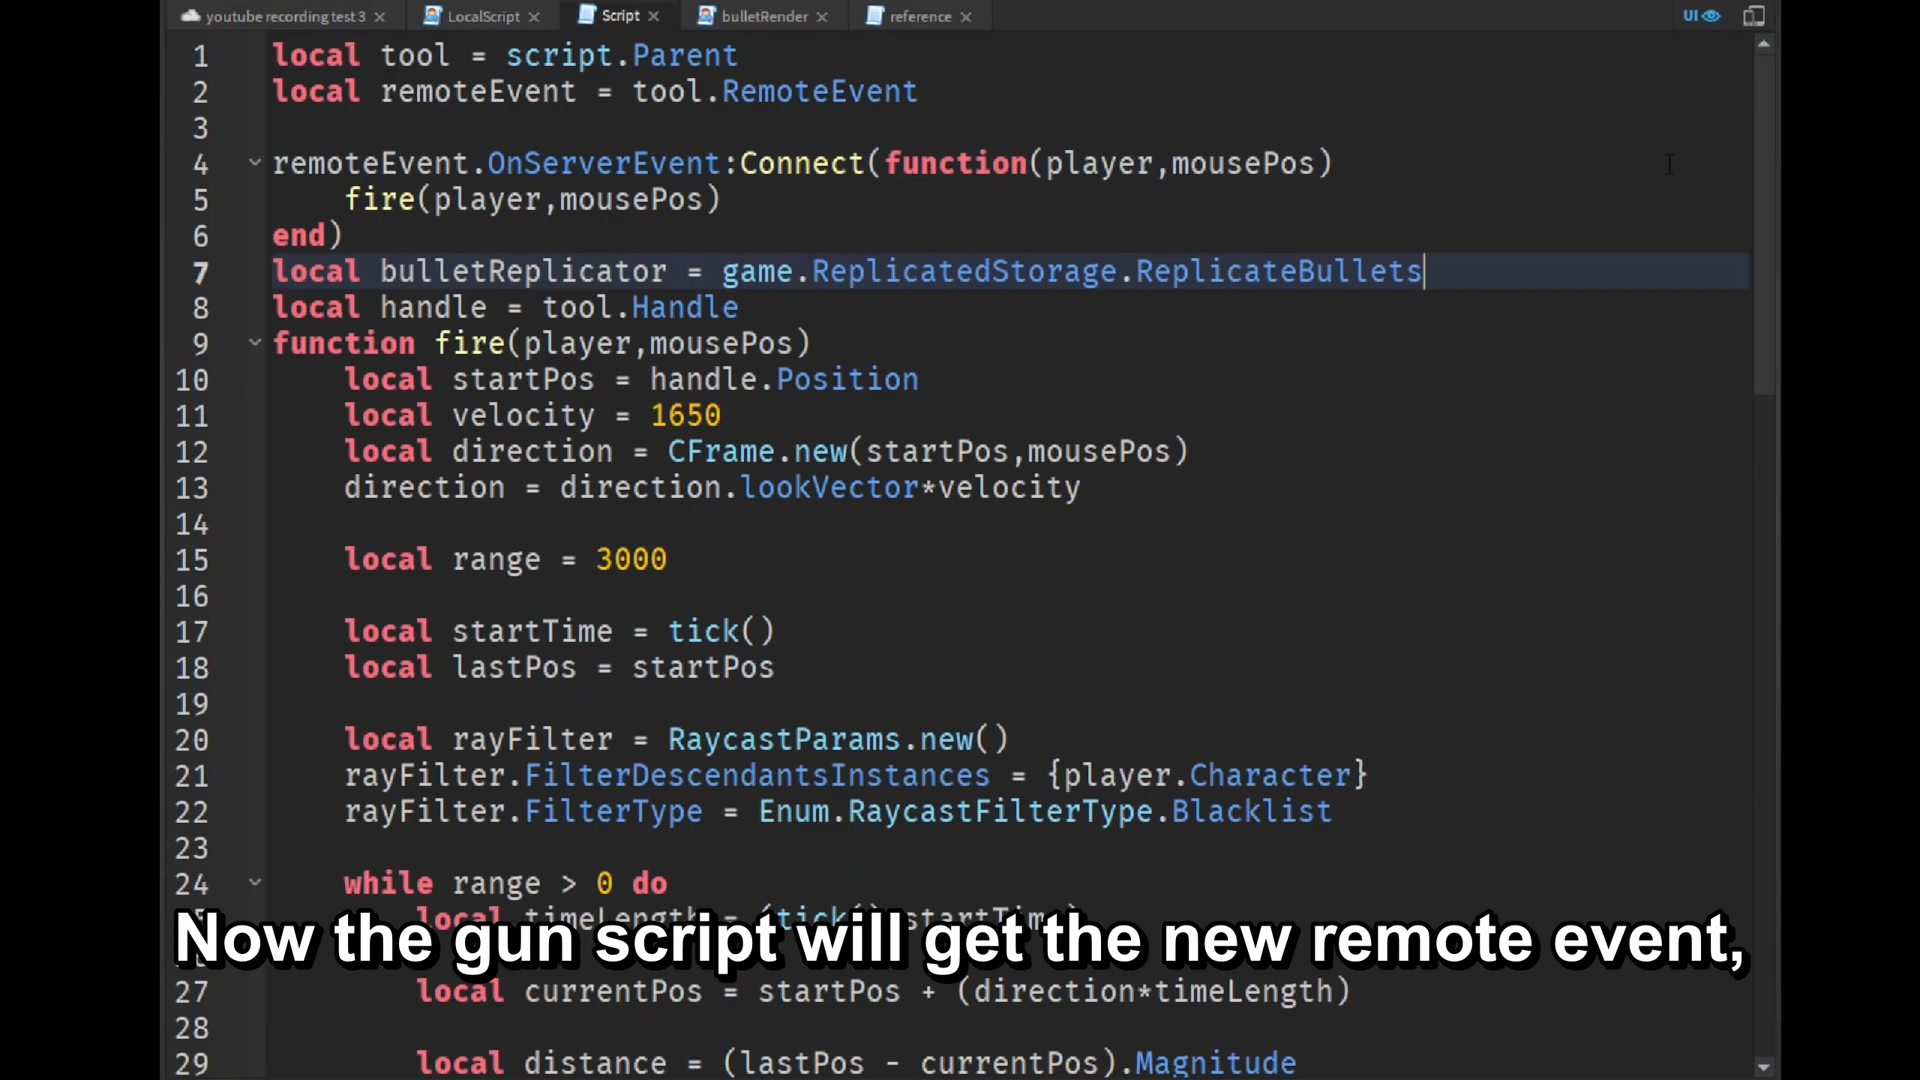 youtube recording test 3 × LocalScript × Script × bulletRender × reference × UI
1 local tool = script.Parent
2 local remoteEvent = tool.RemoteEvent
3
4 remoteEvent.OnServerEvent:Connect(function(player,mousePos)
5 fire(player,mousePos)
6 end)
7 local bulletReplicator = game.ReplicatedStorage.ReplicateBullets
8 local handle = tool.Handle
9 function fire(player,mousePos)
10 local startPos = handle.Position
11 local velocity = 1650
12 local direction = CFrame.new(startPos,mousePos)
13 direction = direction.lookVector*velocity
14
15 local range = 3000
16
17 local startTime = tick()
18 local lastPos = startPos
19
20 local rayFilter = RaycastParams.new()
21 rayFilter.FilterDescendantsInstances = {player.Character}
22 rayFilter.FilterType = Enum.RaycastFilterType.Blacklist
23
24 while range > 0 do
local timeLength = (tick() startTime)
Now the gun script will get the new remote event,
27 local currentPos = startPos + (direction*timeLength)
28
29 local distance = (lastPos - currentPos).Magnitude